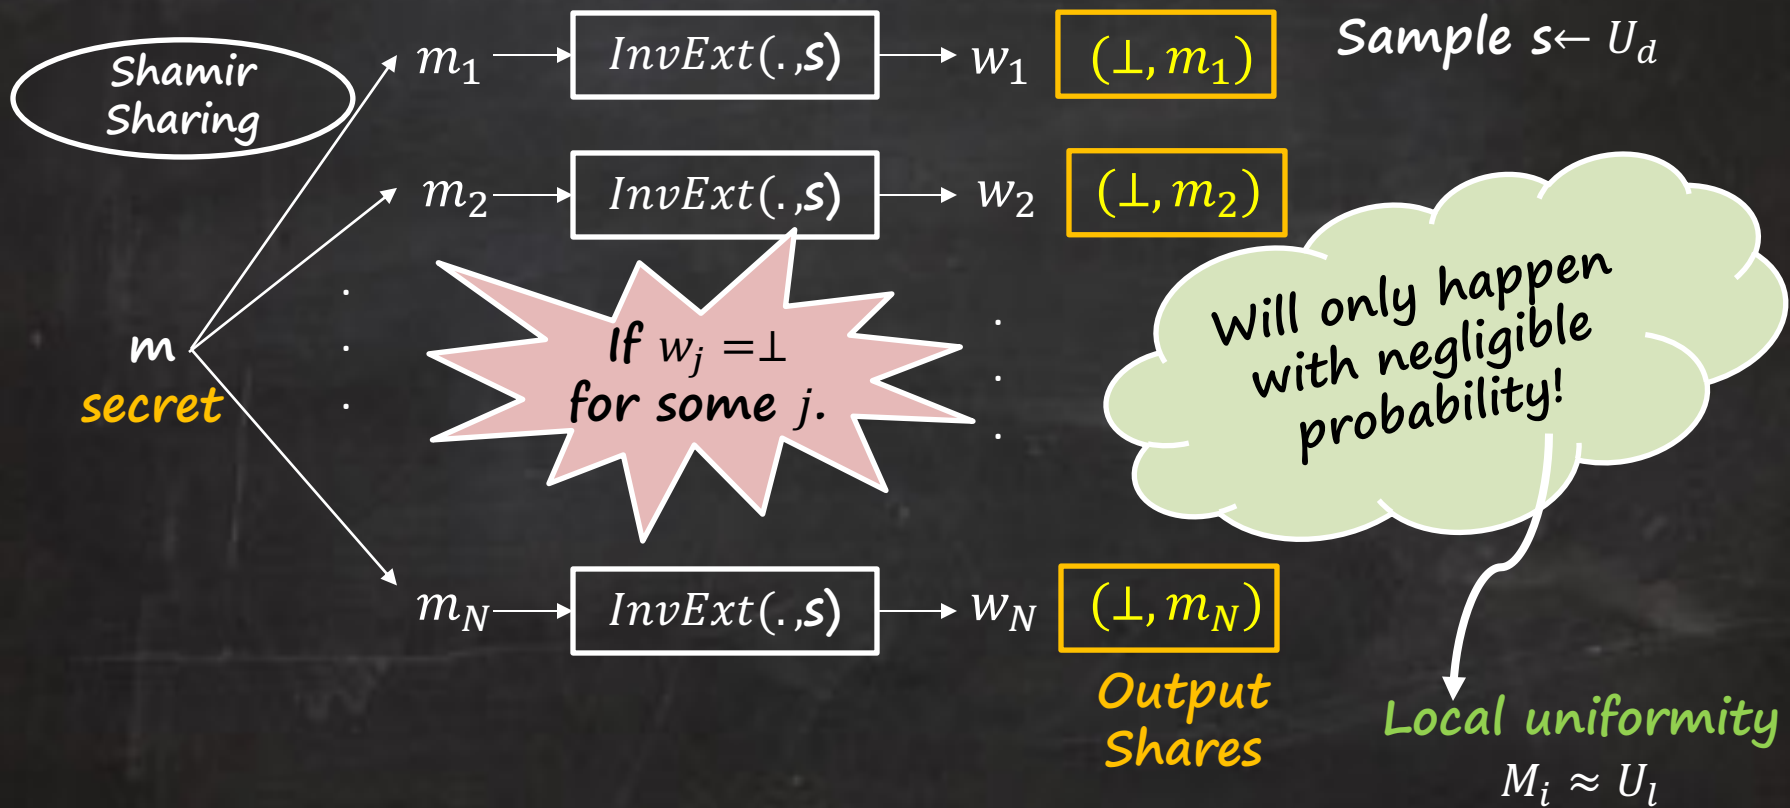 Shamir
Sharing
m₁ InvExt(.,s) w₁ (⊥, m₁)
Sample s← U_d
m₂ InvExt(.,s) w₂ (⊥, m₂)
.
.
.
m
secret
If w_j =⊥
for some j.
.
.
.
Will only happen
with negligible
probability!
m_N InvExt(.,s) w_N (⊥, m_N)
Output
Shares
Local uniformity
M_i ≈ U_l